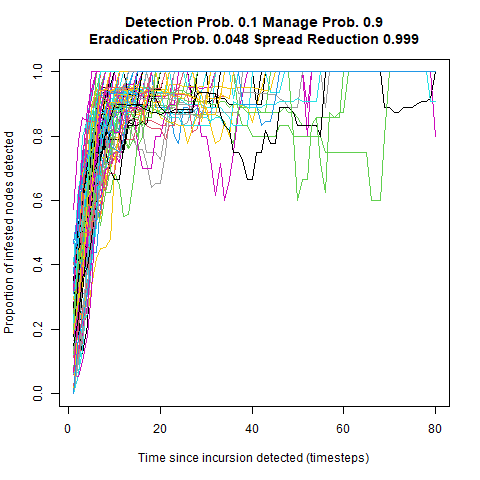 Detection Prob. 0.1 Manage Prob. 0.9
Eradication Prob. 0.048 Spread Reduction 0.999
1.0
0.8
0.6
0.4
0.2
0.0
Proportion of infested nodes detected
0 20 40 60 80
Time since incursion detected (timesteps)